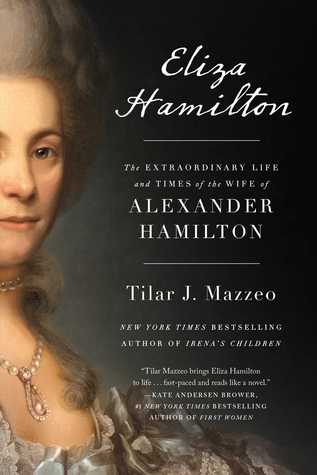 Eliza
Hamilton
The EXTRAORDINARY LIFE
and TIMES of the WIFE of
ALEXANDER
HAMILTON
Tilar J. Mazzeo
NEW YORK TIMES BESTSELLING
AUTHOR OF IRENA'S CHILDREN
"Tilar Mazzeo brings Eliza Hamilton
to life . . . fast-paced and reads like a novel."
—KATE ANDERSEN BROWER,
#1 NEW YORK TIMES BESTSELLING
AUTHOR OF FIRST WOMEN